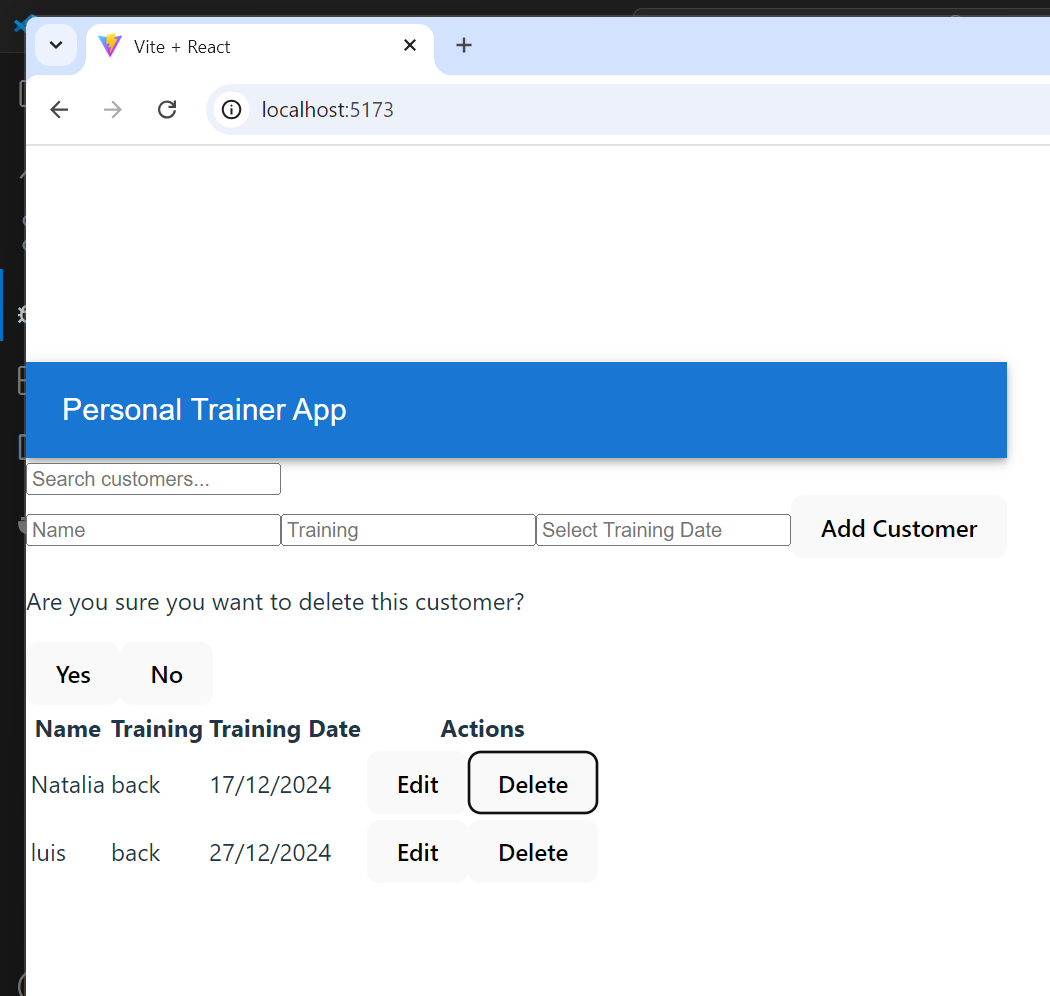 Vite + React
localhost:5173
Personal Trainer App
Search customers...
Name Training Select Training Date Add Customer
Are you sure you want to delete this customer?
Yes No
Name Training Training Date Actions
Natalia back 17/12/2024 Edit Delete
luis back 27/12/2024 Edit Delete